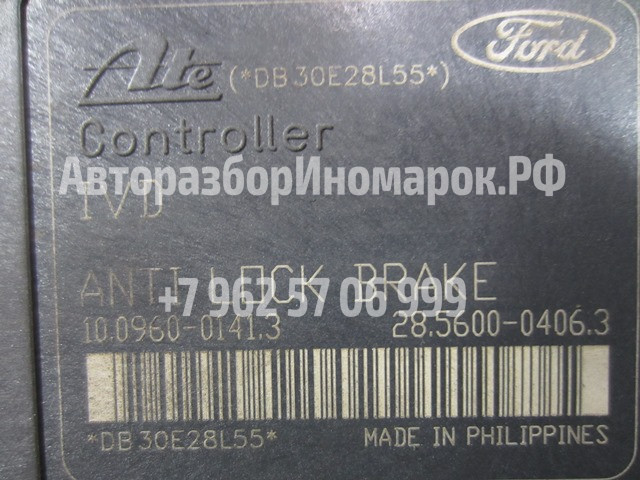 Ate (*DB30E28L55*) Ford
Controller
АвторазборИномарок.РФ
IVD
ANTI LOCK BRAKE
+7 962 57 06 999
10.0960-0141.3 28.5600-0406.3
*DB30E28L55* MADE IN PHILIPPINES